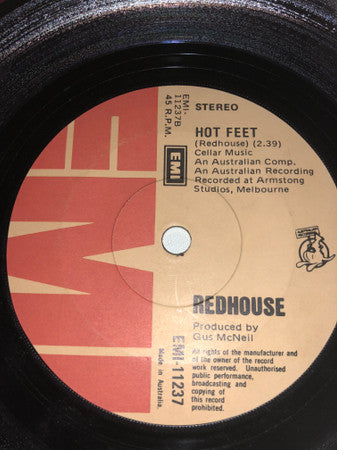 EMI
EMI-
11237B
45 R.P.M.
STEREO
EMI
HOT FEET
(Redhouse) (2.39)
Cellar Music
An Australian Comp.
An Australian Recording
Recorded at Armstong
Studios, Melbourne
REDHOUSE
Produced by
Gus McNeil
EMI-11237
All rights of the manufacturer and
of the owner of the record
work reserved. Unauthorised
public performance,
broadcasting and
copying of
this record
prohibited.
Made in Australia.